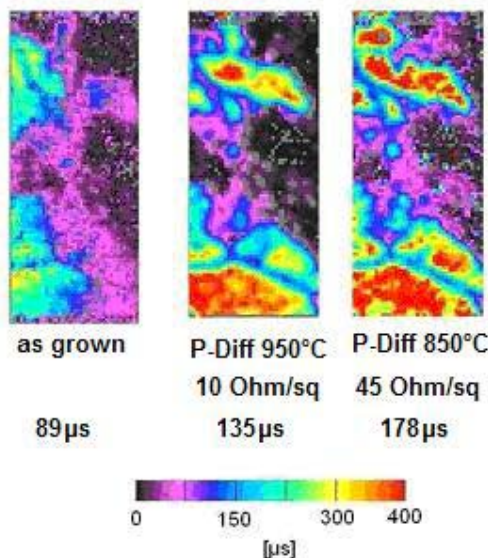 as grown
P-Diff 950°C
P-Diff 850°C
10 Ohm/sq
45 Ohm/sq
89µs
135µs
178µs
0
150
300
400
[µs]